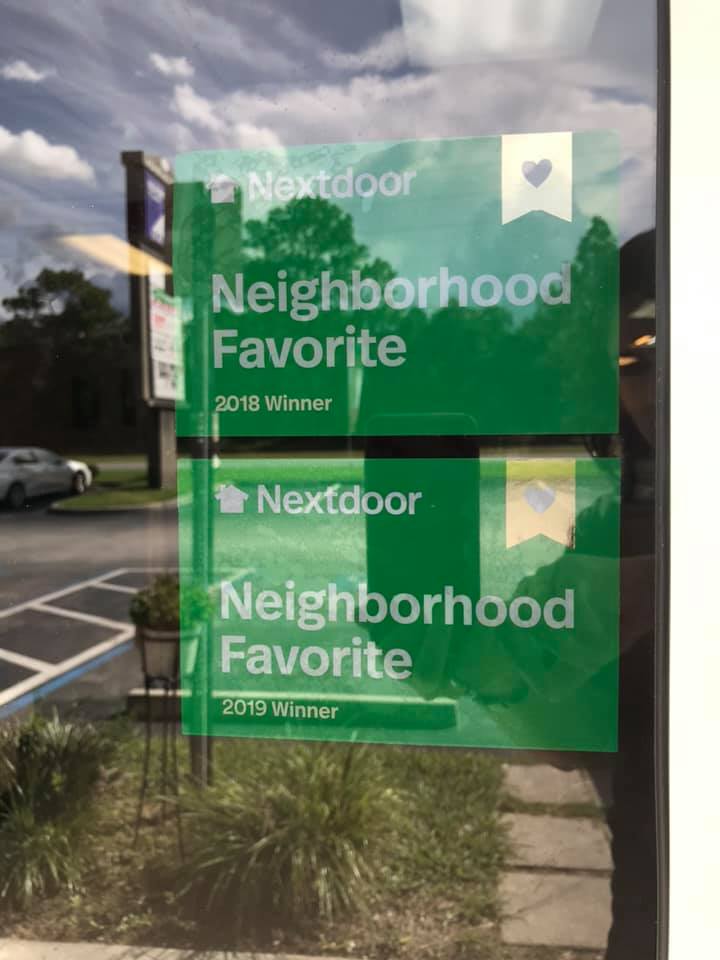 Nextdoor
Neighborhood
Favorite
2018 Winner
Nextdoor
Neighborhood
Favorite
2019 Winner